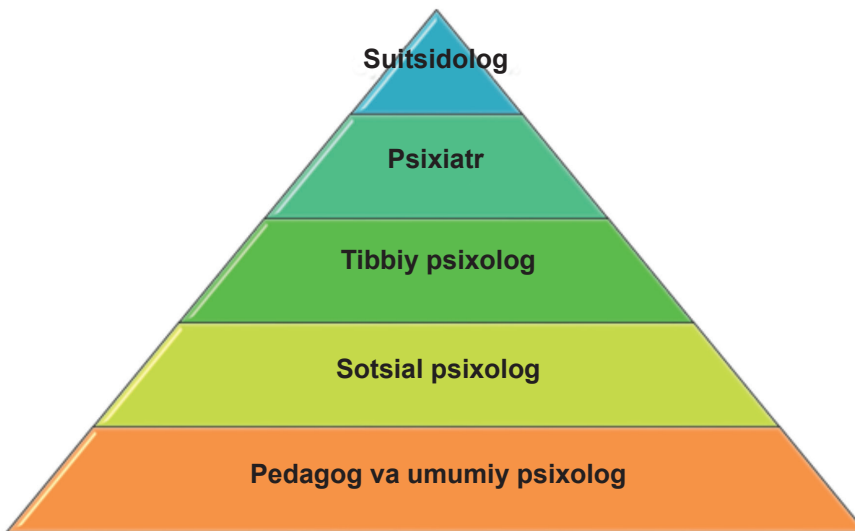 Suitsidolog
Psixiatr
Tibbiy psixolog
Sotsial psixolog
Pedagog va umumiy psixolog